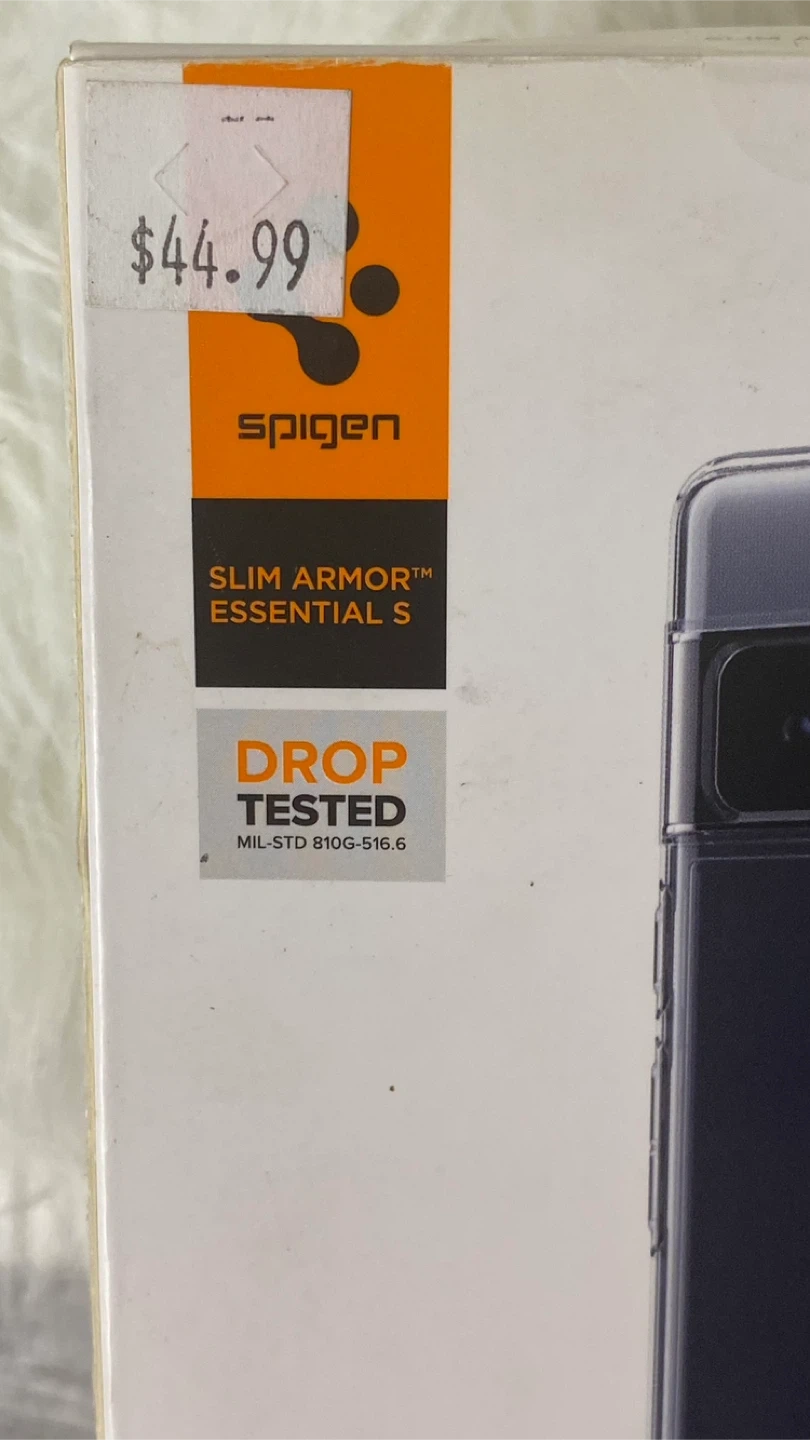 $44.99
spigen
SLIM ARMOR™
ESSENTIAL S
DROP
TESTED
MIL-STD 810G-516.6